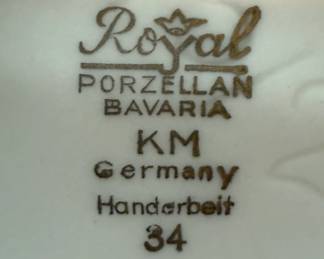 Royal
PORZELLAN
BAVARIA
KM
Germany
Handarbeit
34